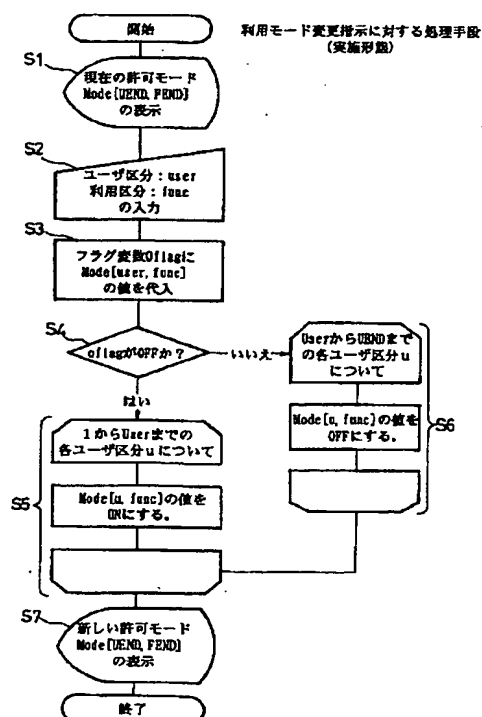 開始
利用モード変更指示に対する処理手段
(実施形態)
S1
現在の許可モード
Mode[UEND,FEND]
の表示
S2
ユーザ区分：user
利用区分：func
の入力
S3
フラグ変数Oflagに
Mode[user,func]
の値を代入
S4
oflagがOFFか？
いいえ
はい
UserからUENDまで
の各ユーザ区分u
について
Mode[u,func]の値を
OFFにする。
S6
1からUserまでの
各ユーザ区分uについて
S5
Mode[u,func]の値を
ONにする。
S7
新しい許可モード
Mode[UEND,FEND]
の表示
終了